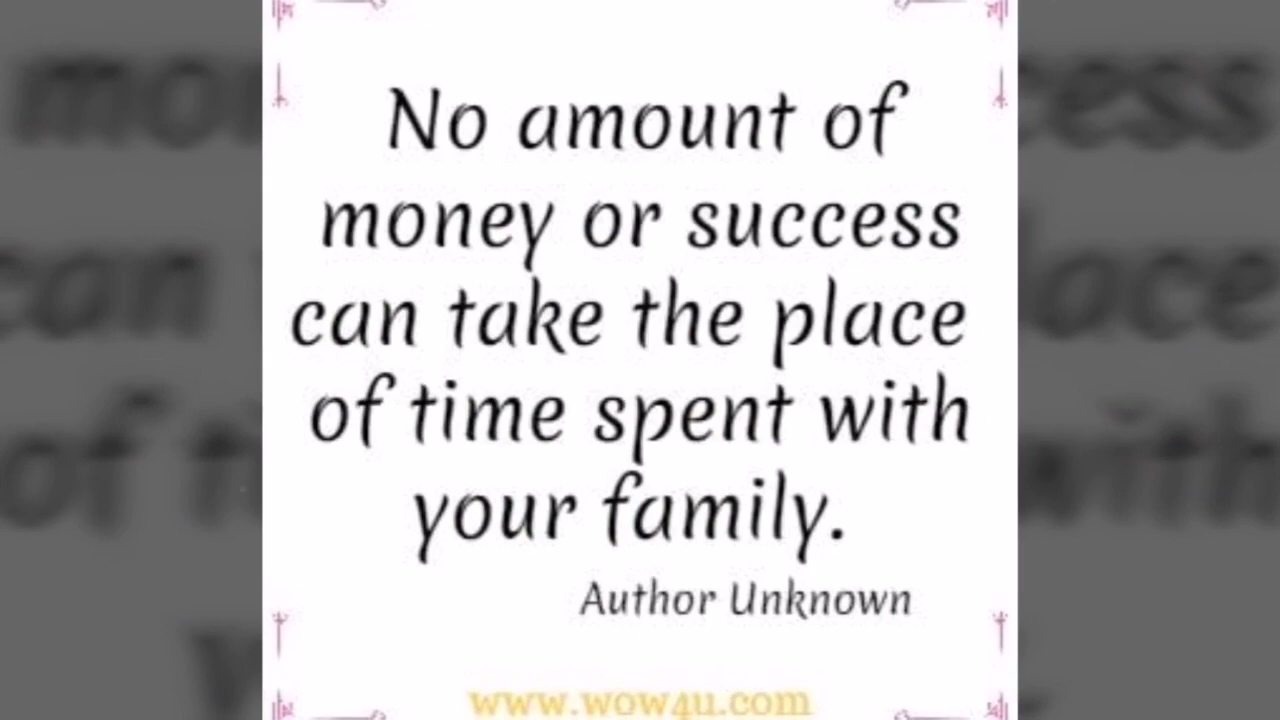 No amount of
money or success
can take the place
of time spent with
your family.
Author Unknown
www.wow4u.com